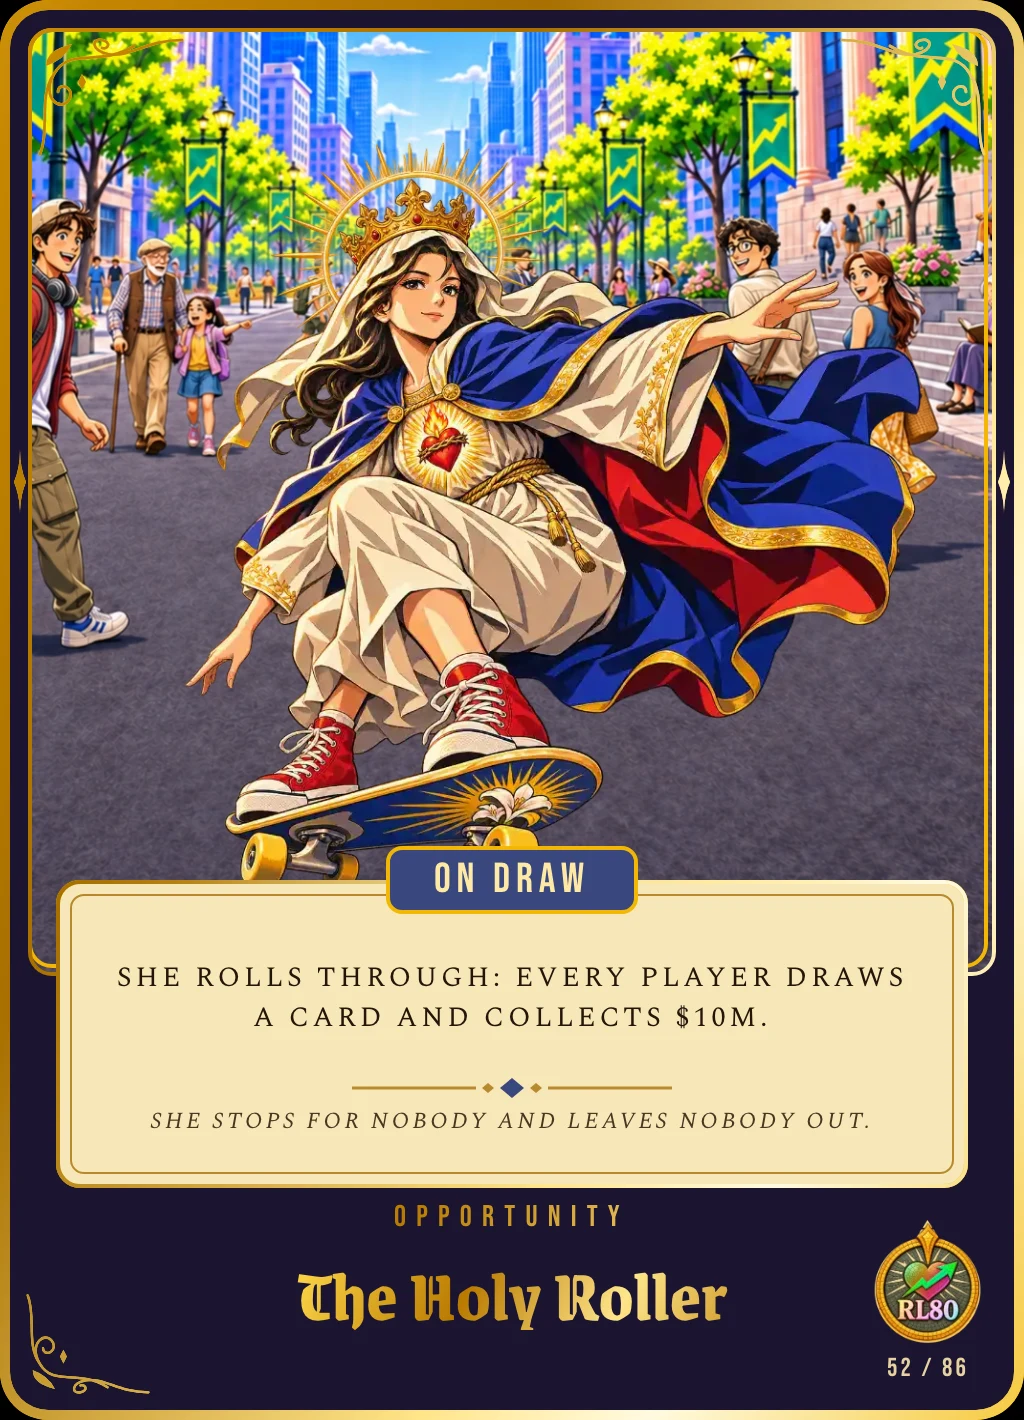 ON DRAW
SHE ROLLS THROUGH: EVERY PLAYER DRAWS
A CARD AND COLLECTS $10M.
SHE STOPS FOR NOBODY AND LEAVES NOBODY OUT.
OPPORTUNITY
The Holy Roller
RL80
52 / 86